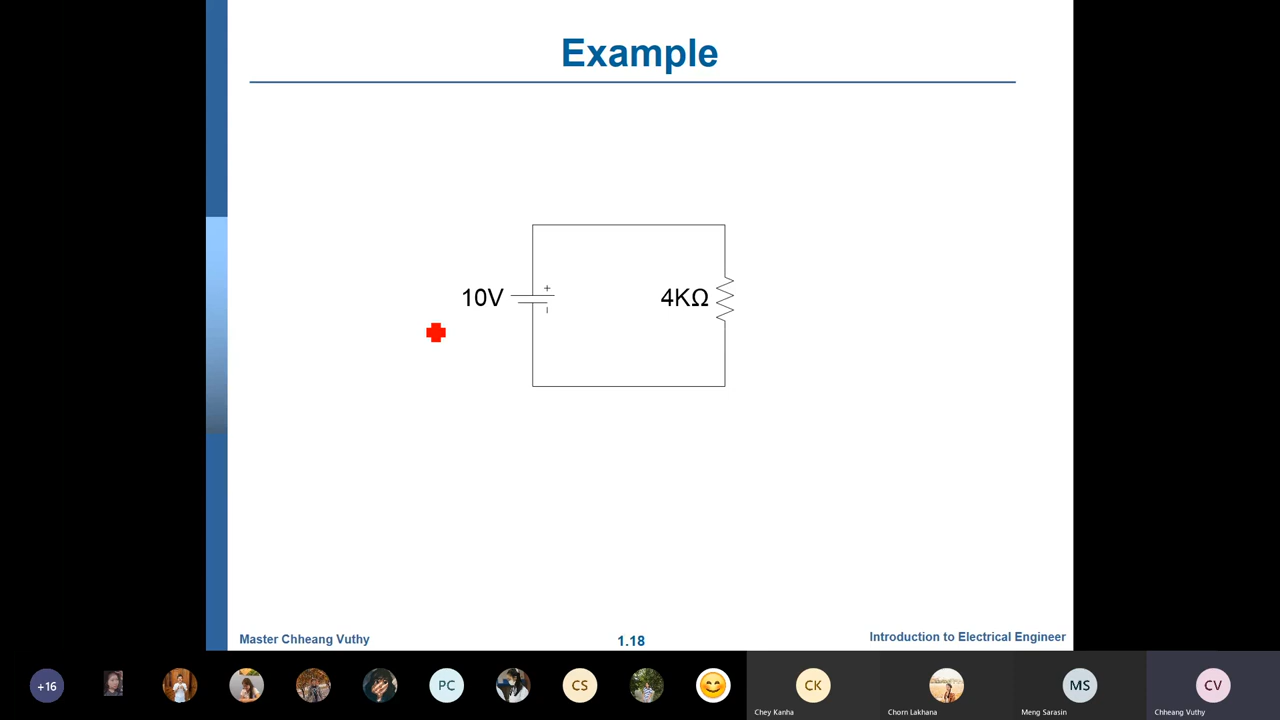 Example
10V
+
4KΩ
Master Chheang Vuthy
1.18
Introduction to Electrical Engineer
+16
PC
CS
CK
MS
CV
Chey Kanha
Chorn Lakhana
Meng Sarasin
Chheang Vuthy